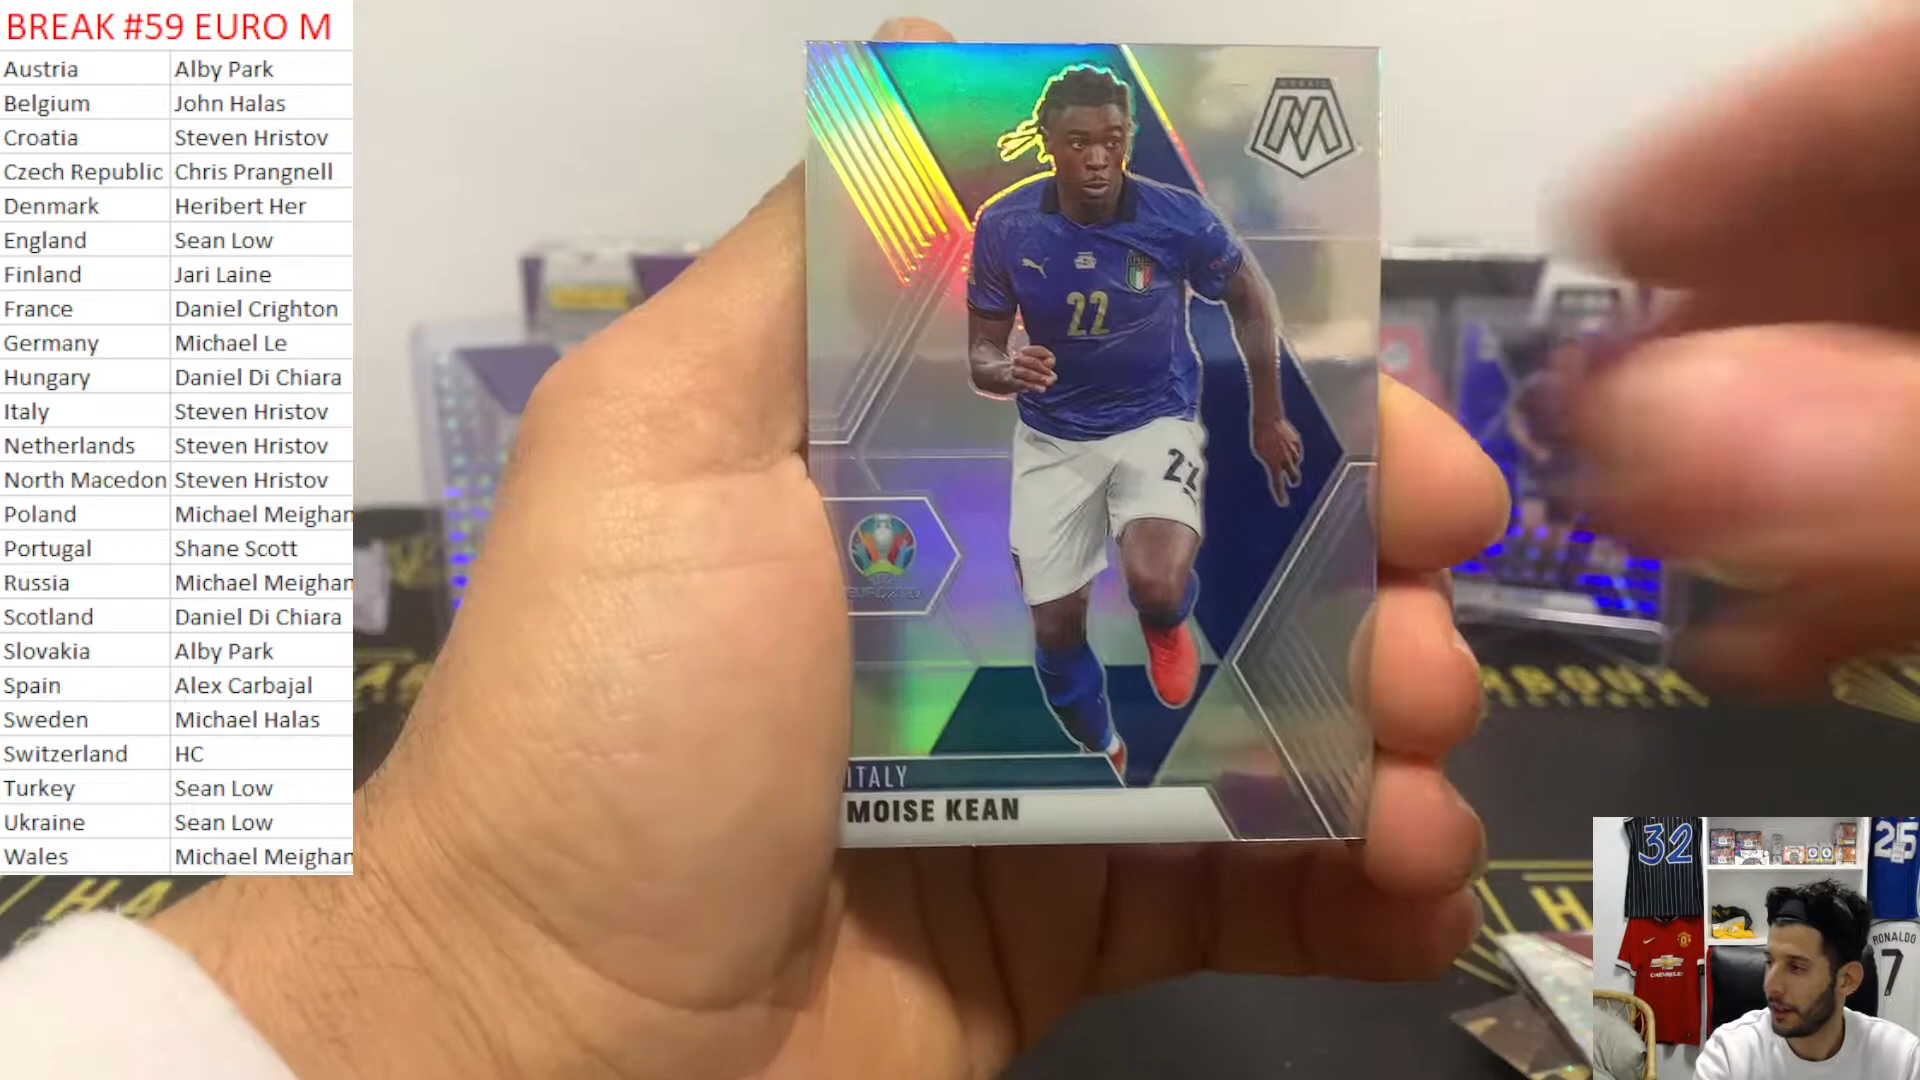 BREAK #59 EURO M
Austria Alby Park
Belgium John Halas
Croatia Steven Hristov
Czech Republic Chris Prangnell
Denmark Heribert Her
England Sean Low
Finland Jari Laine
France Daniel Crighton
Germany Michael Le
Hungary Daniel Di Chiara
Italy Steven Hristov
Netherlands Steven Hristov
North Macedon Steven Hristov
Poland Michael Meighan
Portugal Shane Scott
Russia Michael Meighan
Scotland Daniel Di Chiara
Slovakia Alby Park
Spain Alex Carbajal
Sweden Michael Halas
Switzerland HC
Turkey Sean Low
Ukraine Sean Low
Wales Michael Meighan
MOSAIC
M
22
22
ITALY
MOISE KEAN
32
25
CHEVROLET
RONALDO
7